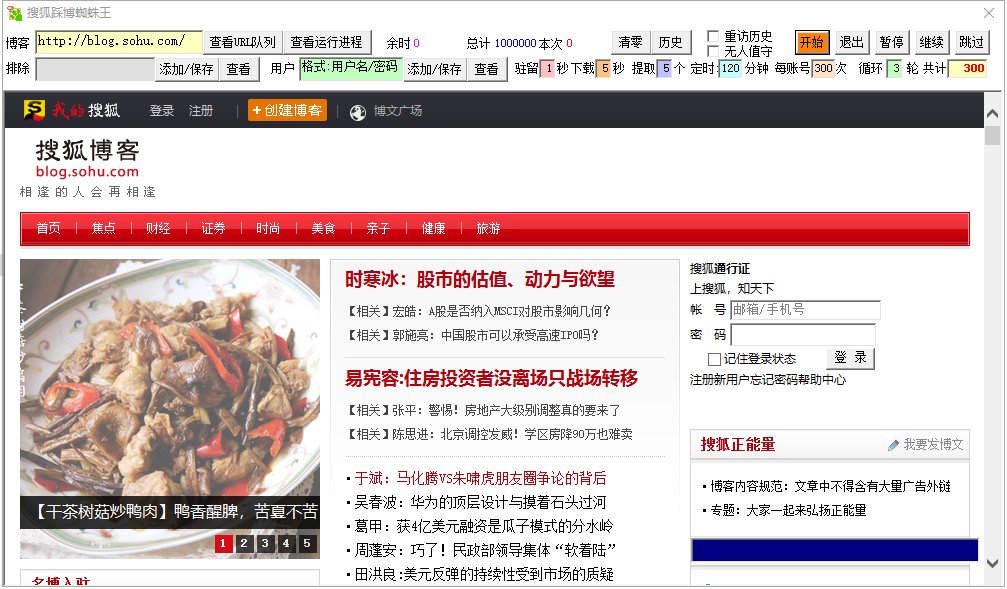 搜狐踩博蜘蛛王
博客 http://blog.sohu.com/ 查看URL队列 查看运行进程 余时 0 总计 1000000 本次 0 清零 历史 重访历史 无人值守 开始 退出 暂停 继续 跳过
排除 添加/保存 查看 用户 格式:用户名/密码 添加/保存 查看 驻留 1 秒 下载 5 秒 提取 5 个 定时: 120 分钟 每账号 300 次 循环 3 轮 共计 300
我的搜狐 登录 注册 | + 创建博客 | 博文广场
搜狐博客
blog.sohu.com
相逢的人会再相逢
首页 | 焦点 | 财经 | 证券 | 时尚 | 美食 | 亲子 | 健康 | 旅游
【干茶树菇炒鸭肉】鸭香醒脾，苦夏不苦
1 2 3 4 5
名博入驻
时寒冰：股市的估值、动力与欲望
【相关】宏皓：A股是否纳入MSCI对股市影响几何？
【相关】郭施亮：中国股市可以承受高速IPO吗？
易宪容:住房投资者没离场只战场转移
【相关】张平：警惕！房地产大级别调整真的要来了
【相关】陈思进：北京调控发威！学区房降90万也难卖
· 于斌：马化腾VS朱啸虎朋友圈争论的背后
· 吴春波：华为的顶层设计与摸着石头过河
· 葛甲：获4亿美元融资是瓜子模式的分水岭
· 周蓬安：巧了！民政部领导集体“软着陆”
· 田洪良:美元反弹的持续性受到市场的质疑
搜狐通行证
上搜狐，知天下
帐 号 邮箱/手机号
密 码
记住登录状态 登 录
注册新用户忘记密码帮助中心
搜狐正能量 我要发博文
· 博客内容规范：文章中不得含有大量广告外链
· 专题：大家一起来弘扬正能量